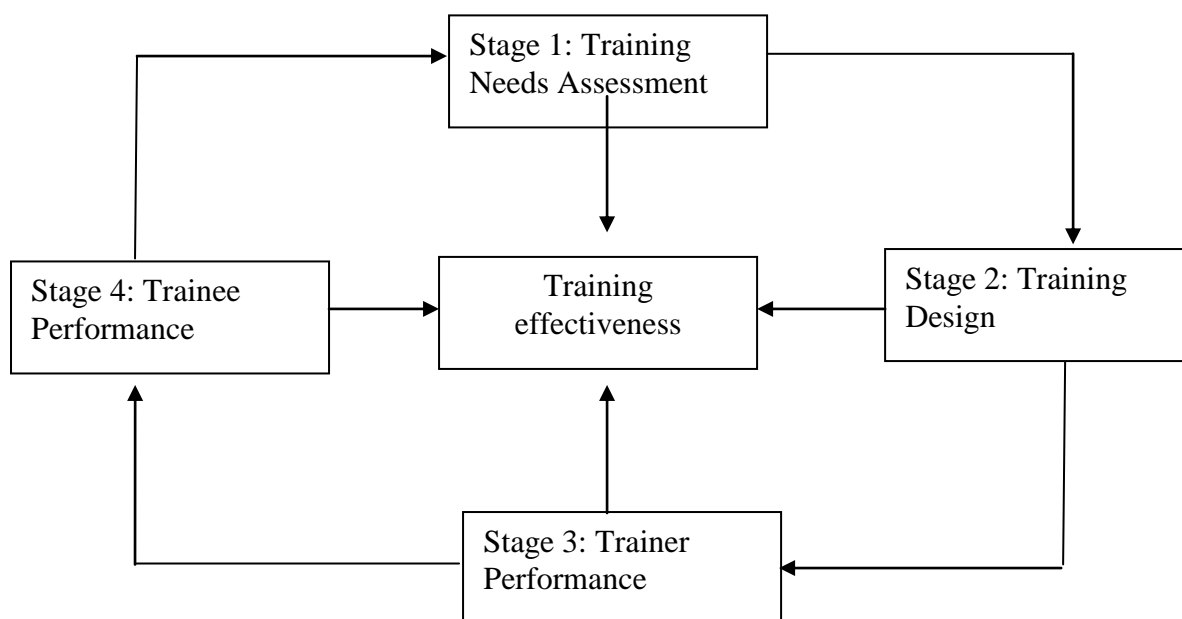 Stage 1: Training
Needs Assessment
Stage 4: Trainee
Performance
Training
effectiveness
Stage 2: Training
Design
Stage 3: Trainer
Performance